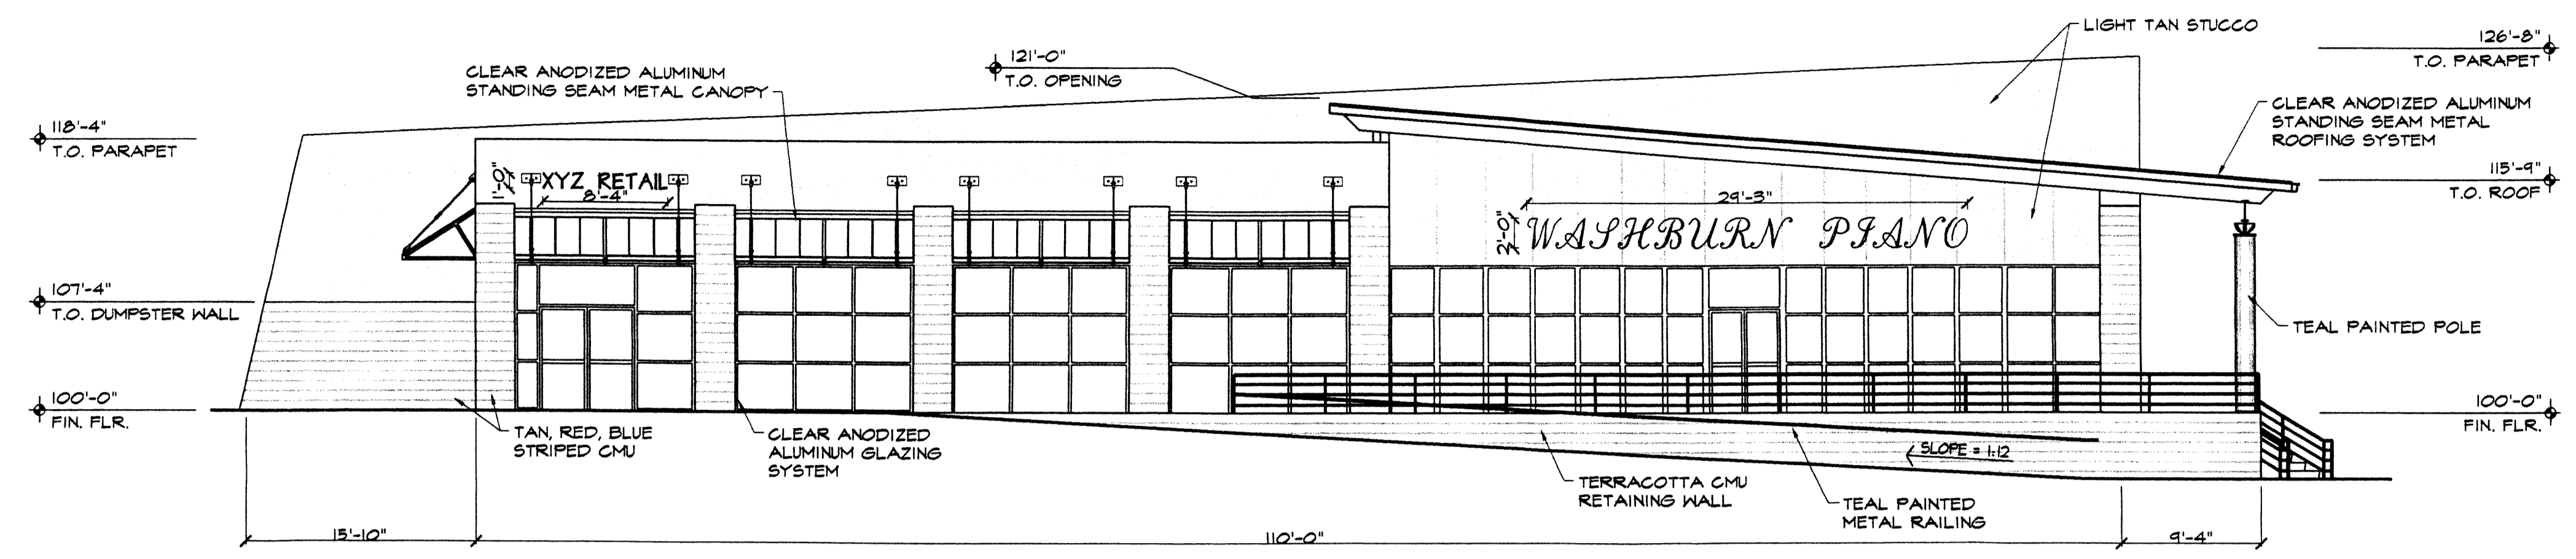 LIGHT TAN STUCCO
126'-8"
T.O. PARAPET
121'-0"
T.O. OPENING
CLEAR ANODIZED ALUMINUM
STANDING SEAM METAL CANOPY
CLEAR ANODIZED ALUMINUM
STANDING SEAM METAL
ROOFING SYSTEM
118'-4"
T.O. PARAPET
115'-9"
T.O. ROOF
1'-0"
XYZ RETAIL
8'-4"
29'-3"
2'-0"
WASHBURN PIANO
107'-4"
T.O. DUMPSTER WALL
TEAL PAINTED POLE
100'-0"
FIN. FLR.
100'-0"
FIN. FLR.
TAN, RED, BLUE
STRIPED CMU
CLEAR ANODIZED
ALUMINUM GLAZING
SYSTEM
SLOPE = 1:12
TERRACOTTA CMU
RETAINING WALL
TEAL PAINTED
METAL RAILING
15'-10"
110'-0"
9'-4"